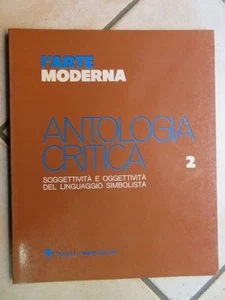 l'ARTE
MODERNA
ANTOLOGIA
CRITICA
2
SOGGETTIVITÀ E OGGETTIVITÀ
DEL LINGUAGGIO SIMBOLISTA